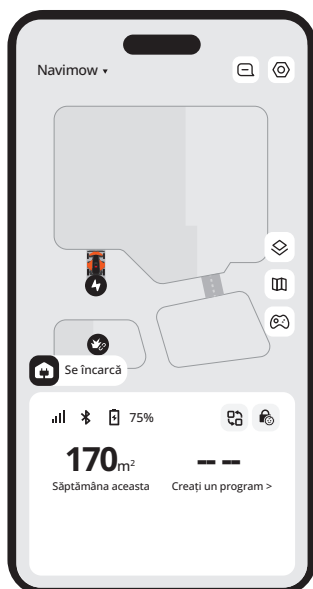 Navimow ▾
Se încarcă
75%
170m²
-- --
Săptămâna aceasta
Creați un program >